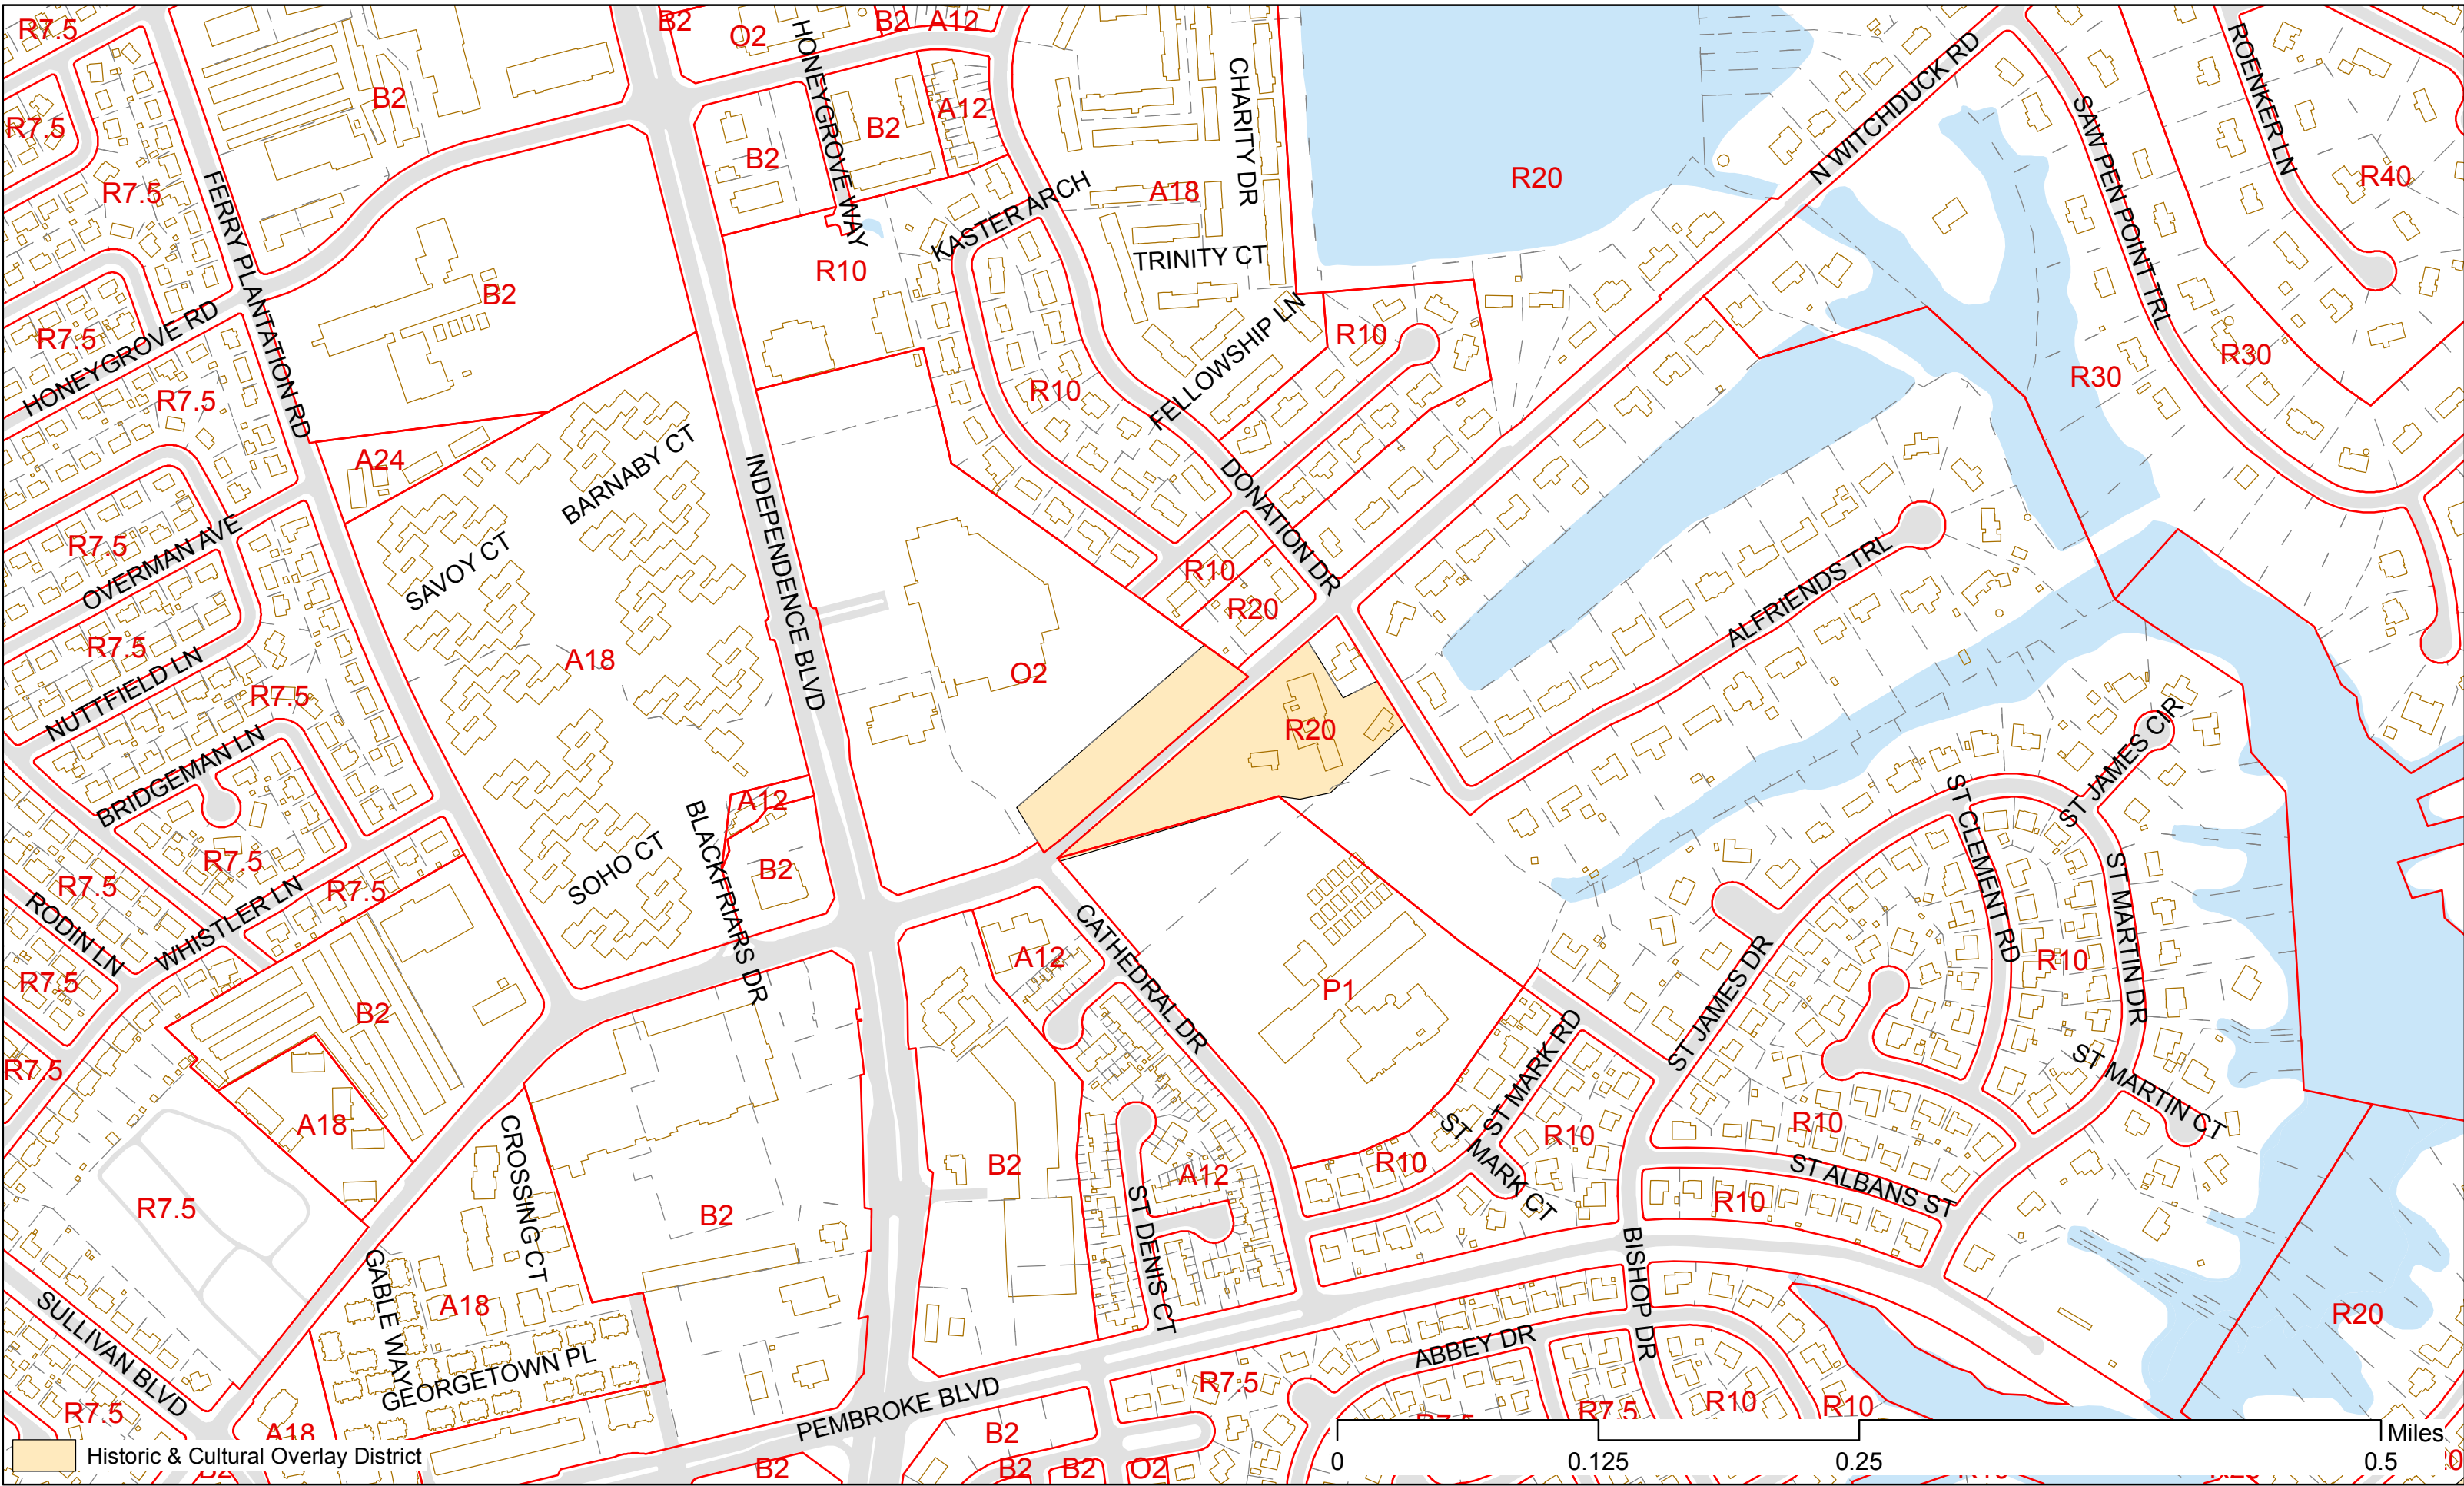 R7.5
B2
O2
B2
A12
HONEYGROVE WAY
CHARITY DR
N WITCHDUCK RD
ROENKER LN
SAW PEN POINT TRL
B2
R7.5
B2
A12
B2
R7.5
FERRY PLANTATION RD
KASTER ARCH
A18
R20
R40
TRINITY CT
R10
B2
HONEYGROVE RD
R7.5
FELLOWSHIP LN
R10
R30
R30
R7.5
R10
A24
BARNABY CT
INDEPENDENCE BLVD
DONATION DR
SAVOY CT
R7.5
OVERMAN AVE
R10
R20
ALFRIENDS TRL
R7.5
NUTTFIELD LN
A18
O2
R7.5
R20
ST JAMES CIR
BRIDGEMAN LN
A12
BLACKFRIARS DR
ST CLEMENT RD
R7.5
SOHO CT
B2
R7.5
R7.5
ST MARTIN DR
RODIN LN
WHISTLER LN
CATHEDRAL DR
A12
R10
R7.5
P1
ST JAMES DR
B2
ST MARK RD
R7.5
ST MARTIN CT
A18
CROSSING CT
R10
R10
ST MARK CT
B2
R10
A12
ST ALBANS ST
R7.5
B2
ST DENIS CT
R10
GABLE WAY
BISHOP DR
A18
R20
SULLIVAN BLVD
ABBEY DR
GEORGETOWN PL
R7.5
PEMBROKE BLVD
R10
R10
R7.5
R7.5
R7.5
A18
B2
Miles
Historic & Cultural Overlay District
0
0.125
0.25
0.5
B2
B2
B2
B2
O2